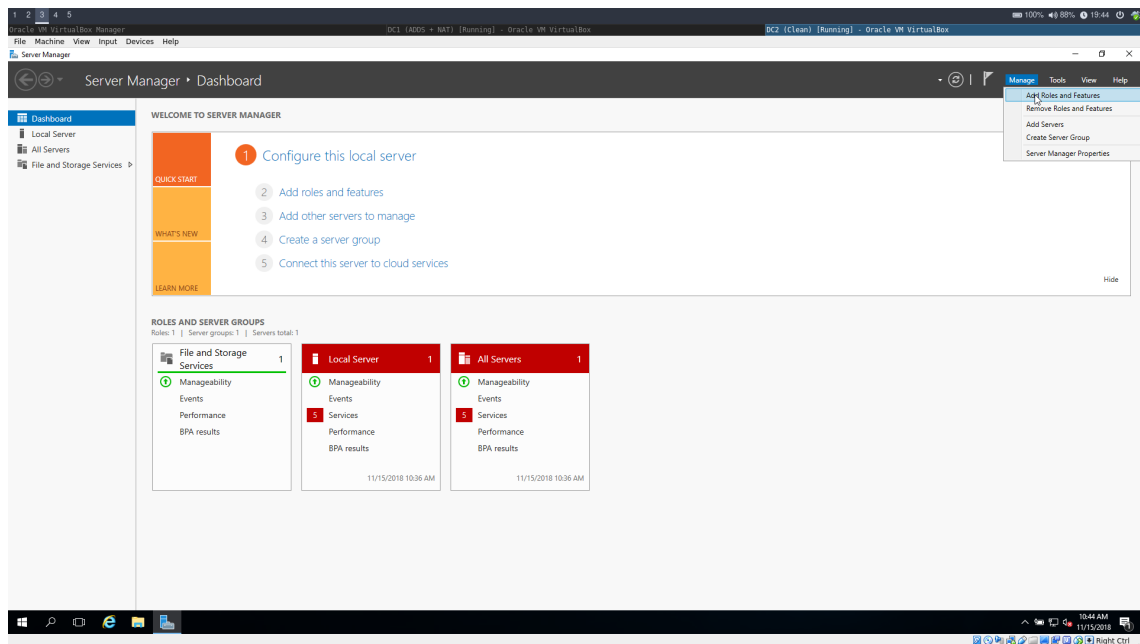 1 2 3 4 5
100% 88% 19:44
Oracle VM VirtualBox Manager
DC1 (ADDS + NAT) [Running] - Oracle VM VirtualBox
DC2 (Clean) [Running] - Oracle VM VirtualBox
File Machine View Input Devices Help
Server Manager
Server Manager • Dashboard
Manage Tools View Help
Add Roles and Features
Remove Roles and Features
Add Servers
Create Server Group
Server Manager Properties
Dashboard
Local Server
All Servers
File and Storage Services
WELCOME TO SERVER MANAGER
QUICK START
WHAT'S NEW
LEARN MORE
1 Configure this local server
2 Add roles and features
3 Add other servers to manage
4 Create a server group
5 Connect this server to cloud services
Hide
ROLES AND SERVER GROUPS
Roles: 1 | Server groups: 1 | Servers total: 1
File and Storage Services 1
Manageability
Events
Performance
BPA results
Local Server 1
Manageability
Events
5 Services
Performance
BPA results
11/15/2018 10:36 AM
All Servers 1
Manageability
Events
5 Services
Performance
BPA results
11/15/2018 10:36 AM
10:44 AM
11/15/2018
Right Ctrl